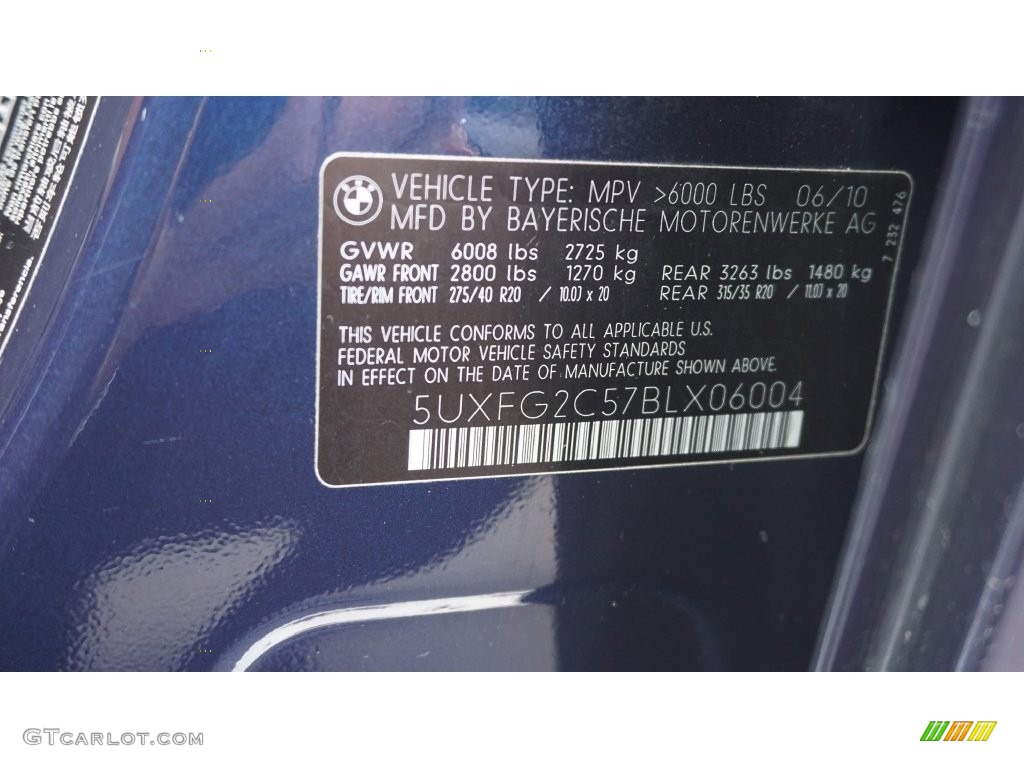 BMW
VEHICLE TYPE: MPV >6000 LBS 06/10
MFD BY BAYERISCHE MOTORENWERKE AG
GVWR 6008 lbs 2725 kg
GAWR FRONT 2800 lbs 1270 kg REAR 3263 lbs 1480 kg
TIRE/RIM FRONT 275/40 R20 / 10.0J x 20 REAR 315/35 R20 / 11.0J x 20
THIS VEHICLE CONFORMS TO ALL APPLICABLE U.S.
FEDERAL MOTOR VEHICLE SAFETY STANDARDS
IN EFFECT ON THE DATE OF MANUFACTURE SHOWN ABOVE.
5UXFG2C57BLX06004
7 232 476
GTCARLOT.COM